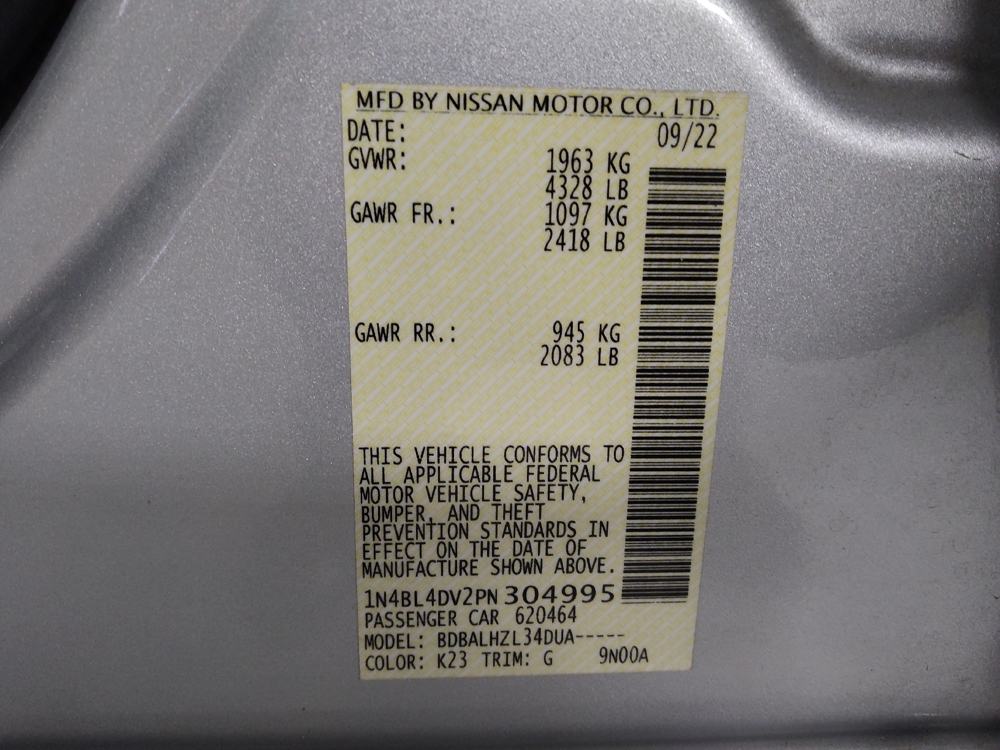 MFD BY NISSAN MOTOR CO., LTD.
DATE: 09/22
GVWR: 1963 KG
4328 LB
GAWR FR.: 1097 KG
2418 LB
GAWR RR.: 945 KG
2083 LB
THIS VEHICLE CONFORMS TO
ALL APPLICABLE FEDERAL
MOTOR VEHICLE SAFETY,
BUMPER, AND THEFT
PREVENTION STANDARDS IN
EFFECT ON THE DATE OF
MANUFACTURE SHOWN ABOVE.
1N4BL4DV2PN304995
PASSENGER CAR 620464
MODEL: BDBALHZL34DUA-----
COLOR: K23 TRIM: G 9N00A